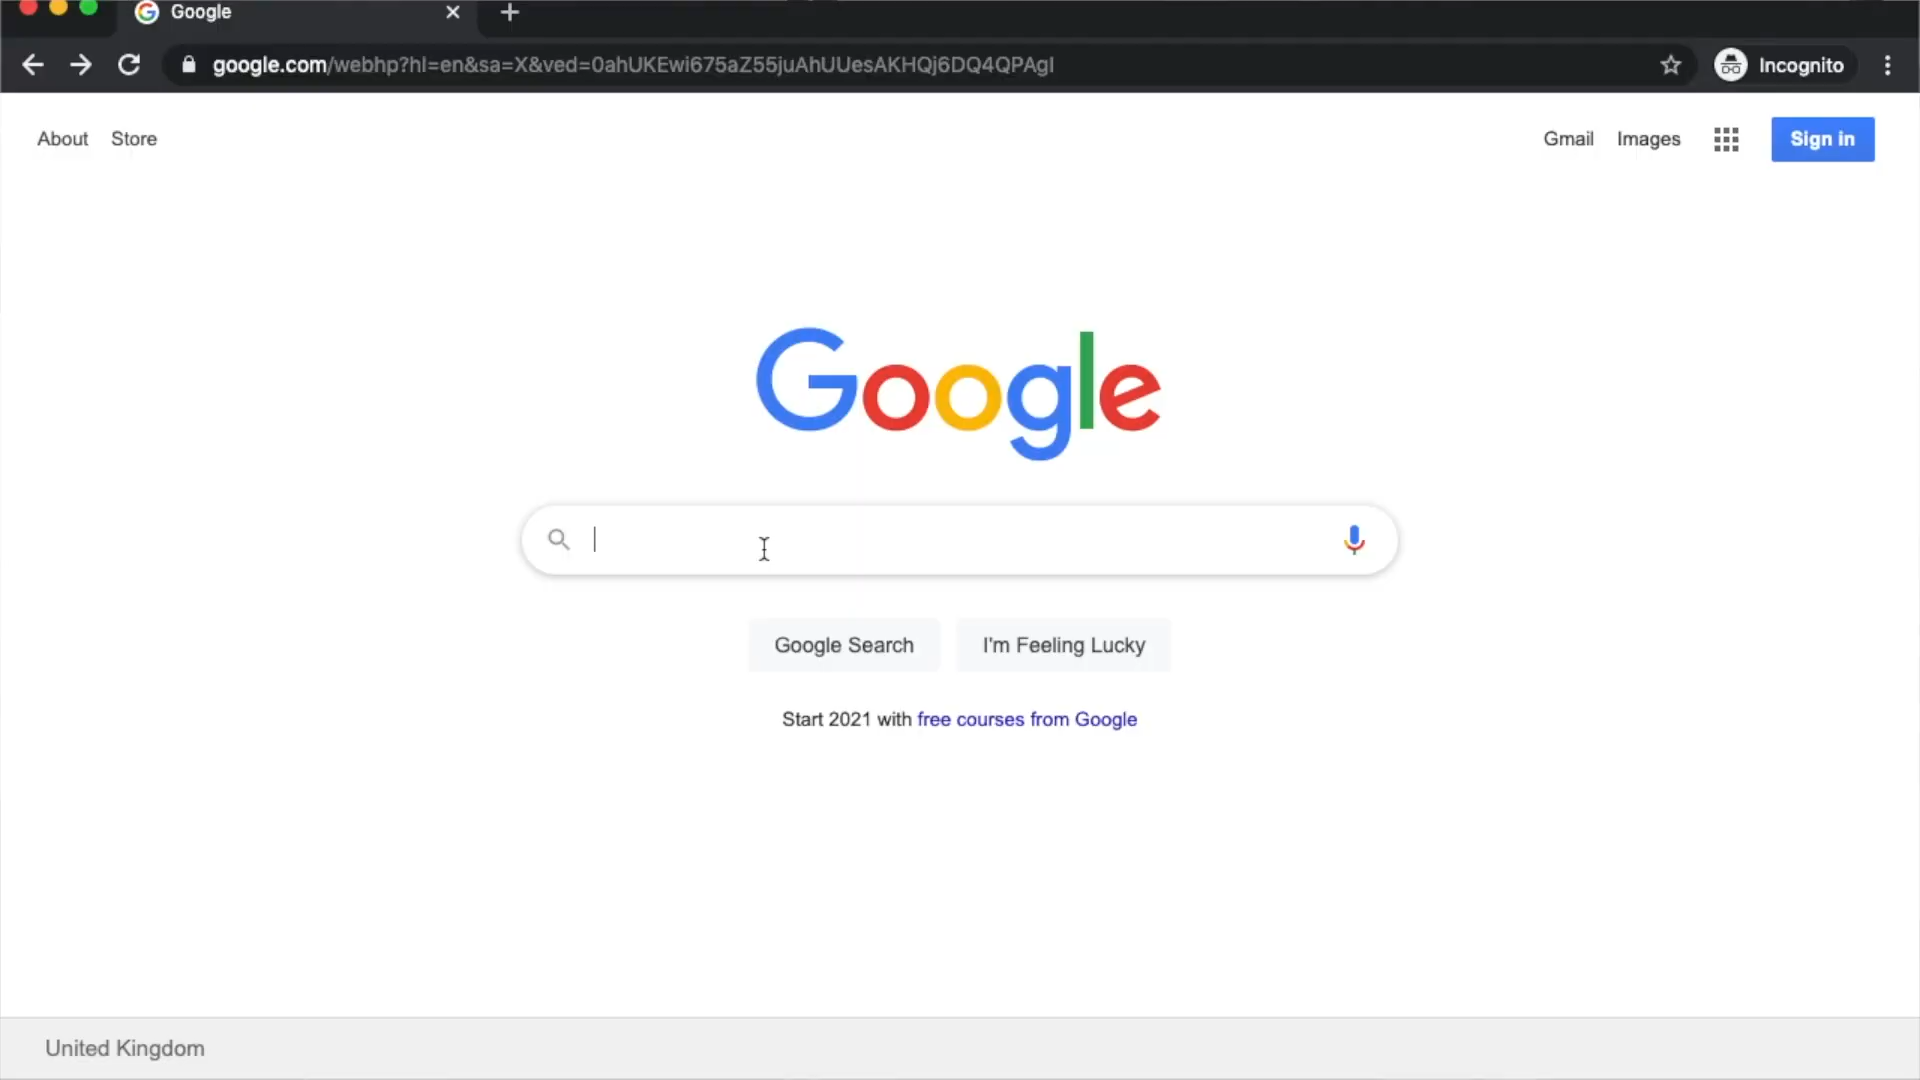 Google
google.com/webhp?hl=en&sa=X&ved=0ahUKEwi675aZ55juAhUUesAKHQj6DQ4QPAgI
Incognito
About Store
Gmail Images Sign in
Google
Google Search I'm Feeling Lucky
Start 2021 with free courses from Google
United Kingdom